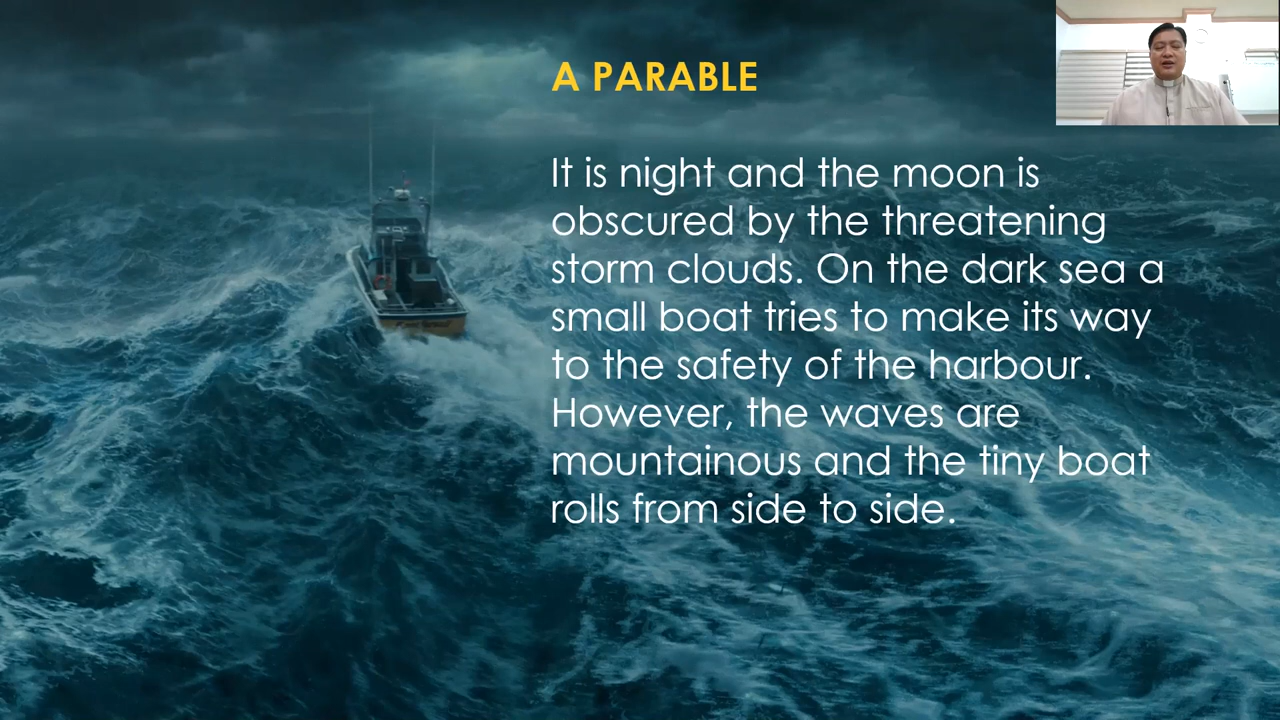 A PARABLE
It is night and the moon is
obscured by the threatening
storm clouds. On the dark sea a
small boat tries to make its way
to the safety of the harbour.
However, the waves are
mountainous and the tiny boat
rolls from side to side.